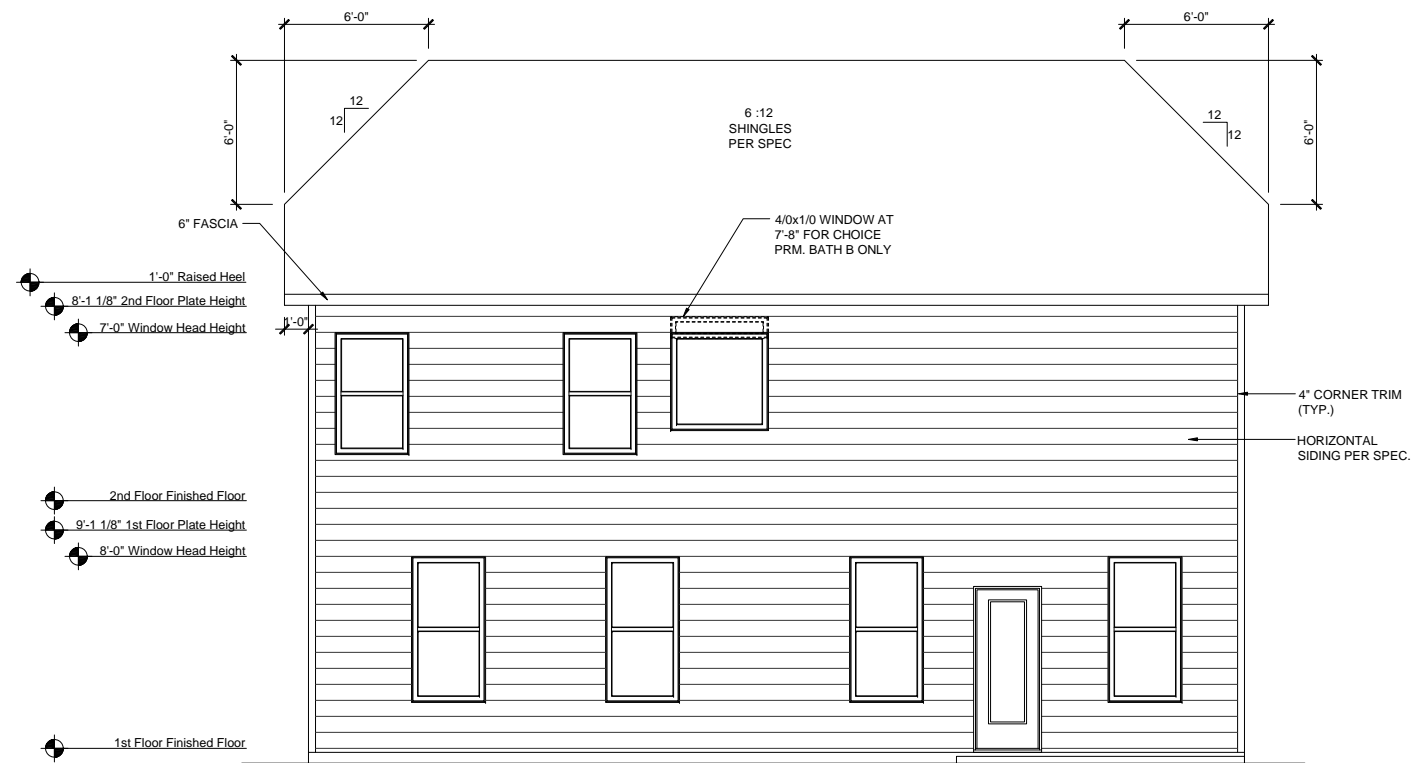 6'-0"
6'-0"
6'-0"
12
12
6 :12
SHINGLES
PER SPEC
12
12
6'-0"
6" FASCIA
4/0x1/0 WINDOW AT
7'-8" FOR CHOICE
PRM. BATH B ONLY
1'-0" Raised Heel
8'-1 1/8" 2nd Floor Plate Height
7'-0" Window Head Height
1'-0"
4" CORNER TRIM
(TYP.)
HORIZONTAL
SIDING PER SPEC.
2nd Floor Finished Floor
9'-1 1/8" 1st Floor Plate Height
8'-0" Window Head Height
1st Floor Finished Floor